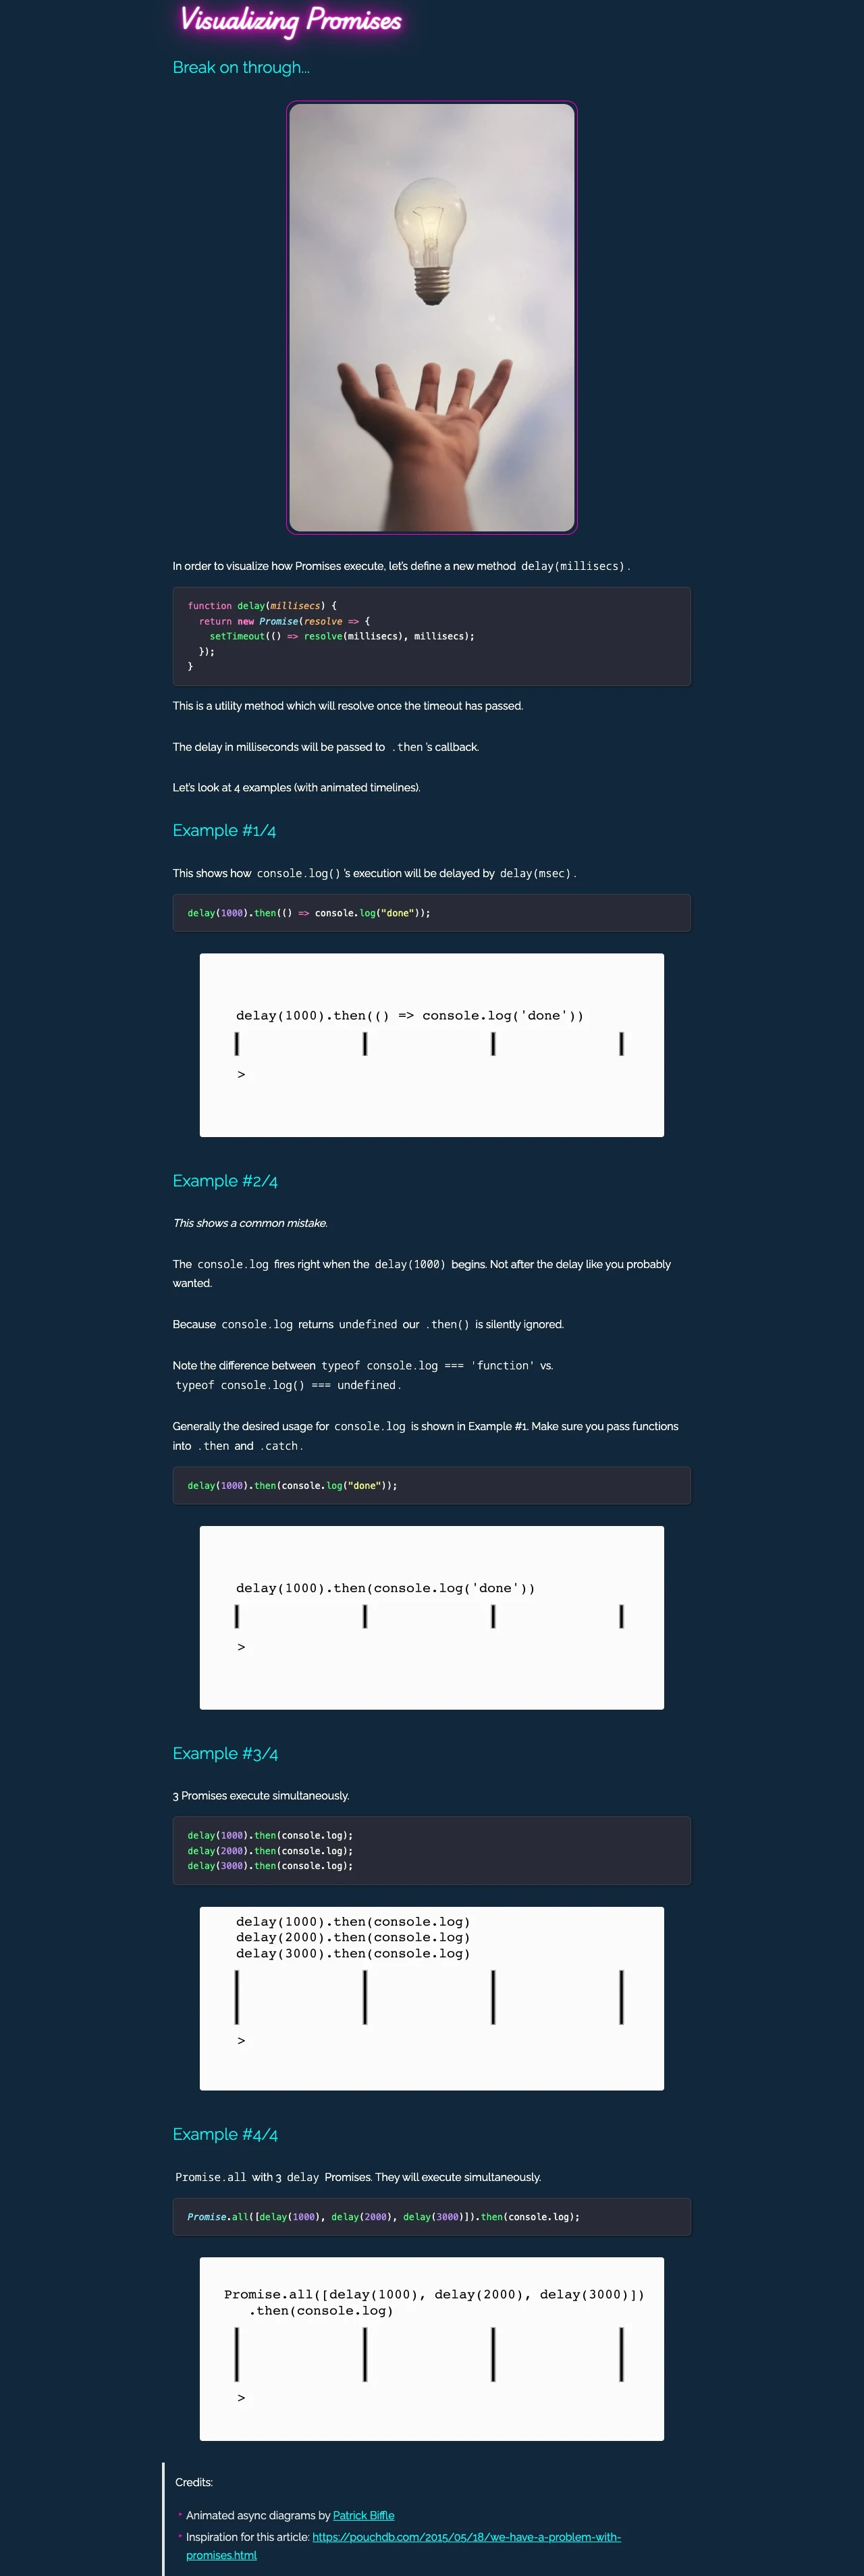 Visualizing Promises
Break on through...
In order to visualize how Promises execute, let's define a new method delay(millisecs).
function delay(millisecs) {
  return new Promise(resolve => {
    setTimeout(() => resolve(millisecs), millisecs);
  });
}
This is a utility method which will resolve once the timeout has passed.
The delay in milliseconds will be passed to .then 's callback.
Let's look at 4 examples (with animated timelines).
Example #1/4
This shows how console.log() 's execution will be delayed by delay(msec).
delay(1000).then(() => console.log("done"));
delay(1000).then(() => console.log('done'))
>
Example #2/4
This shows a common mistake.
The console.log fires right when the delay(1000) begins. Not after the delay like you probably
wanted.
Because console.log returns undefined our .then() is silently ignored.
Note the difference between typeof console.log === 'function' vs.
typeof console.log() === undefined.
Generally the desired usage for console.log is shown in Example #1. Make sure you pass functions
into .then and .catch.
delay(1000).then(console.log("done"));
delay(1000).then(console.log('done'))
>
Example #3/4
3 Promises execute simultaneously.
delay(1000).then(console.log);
delay(2000).then(console.log);
delay(3000).then(console.log);
delay(1000).then(console.log)
delay(2000).then(console.log)
delay(3000).then(console.log)
>
Example #4/4
Promise.all with 3 delay Promises. They will execute simultaneously.
Promise.all([delay(1000), delay(2000), delay(3000)]).then(console.log);
Promise.all([delay(1000), delay(2000), delay(3000)])
   .then(console.log)
>
Credits:
Animated async diagrams by Patrick Biffle
Inspiration for this article: https://pouchdb.com/2015/05/18/we-have-a-problem-with-
promises.html